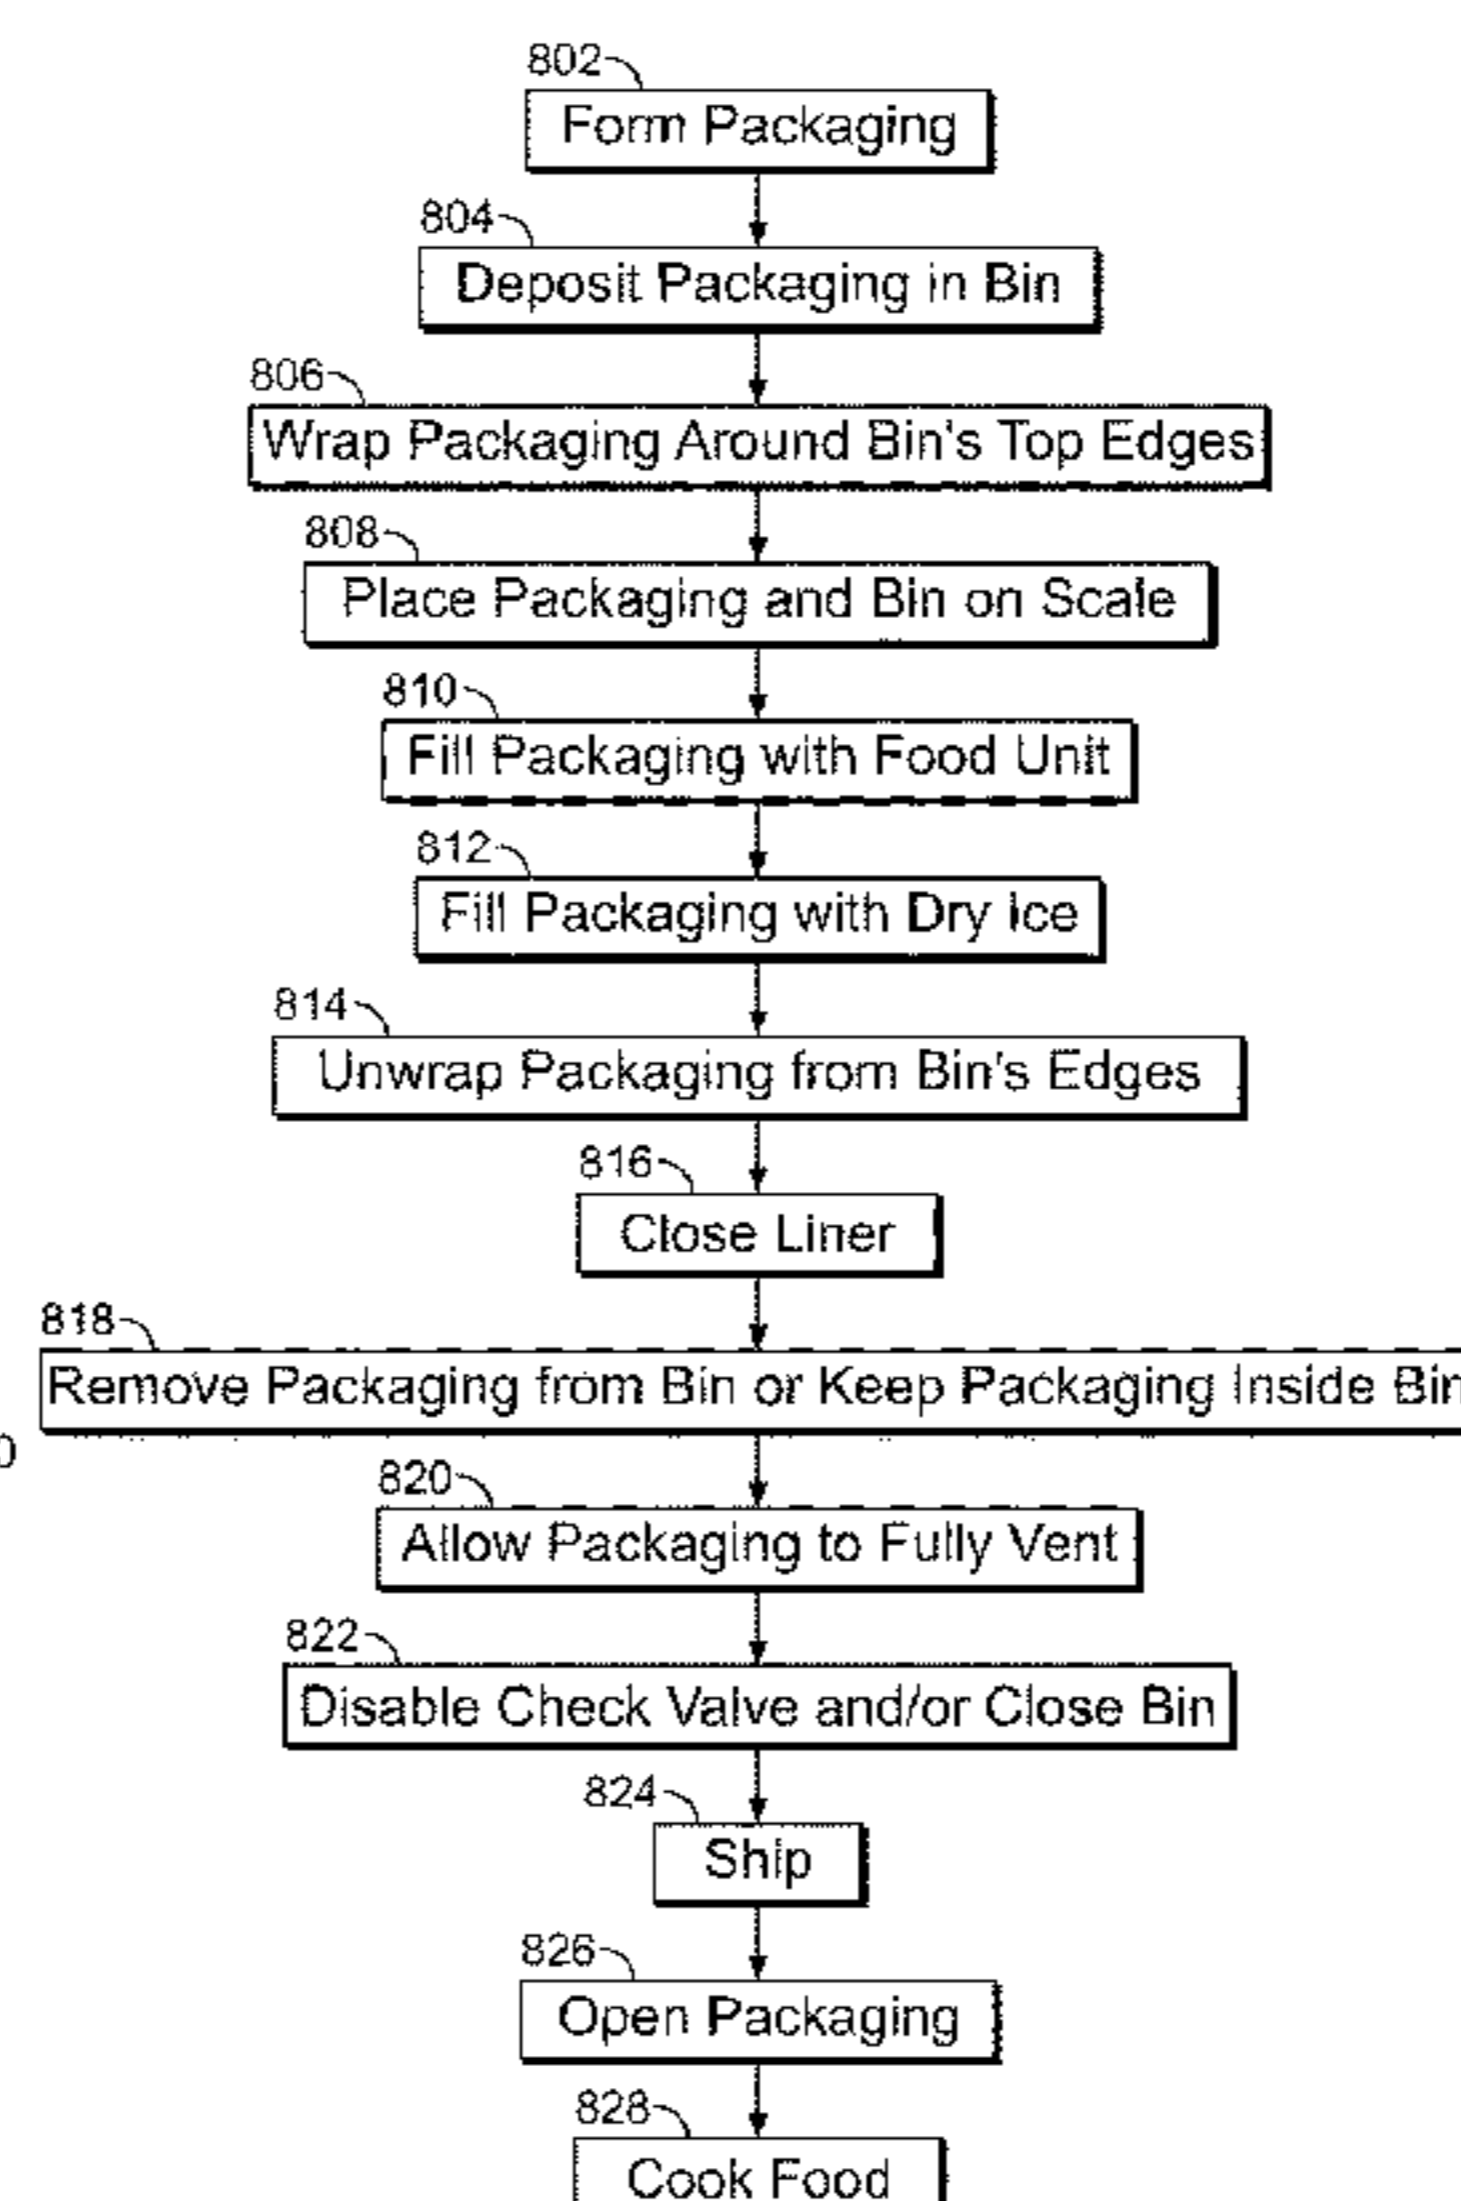 802
Form Packaging
804
Deposit Packaging in Bin
806
Wrap Packaging Around Bin's Top Edges
808
Place Packaging and Bin on Scale
810
Fill Packaging with Food Unit
812
Fill Packaging with Dry Ice
814
Unwrap Packaging from Bin's Edges
816
Close Liner
818
Remove Packaging from Bin or Keep Packaging Inside Bin
820
Allow Packaging to Fully Vent
822
Disable Check Valve and/or Close Bin
824
Ship
826
Open Packaging
828
Cook Food